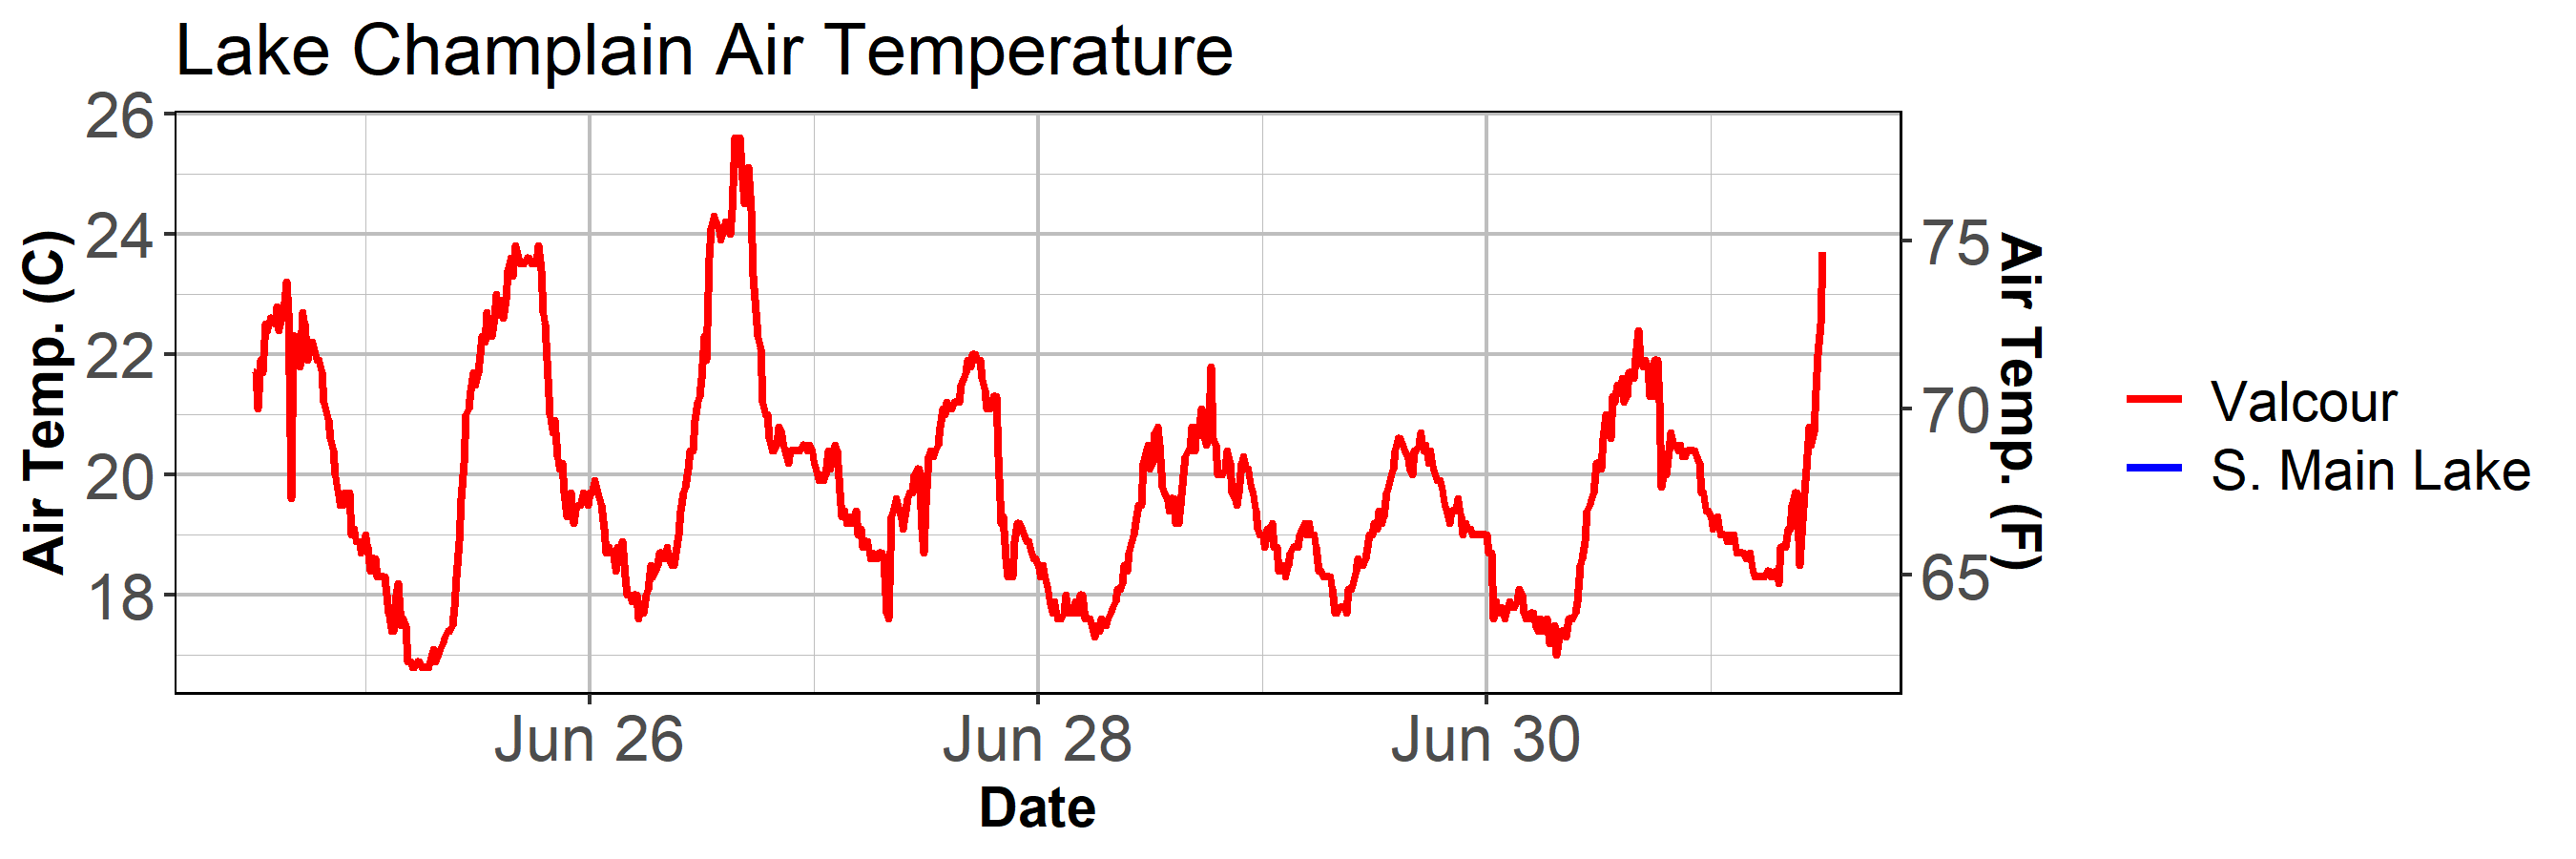 Lake Champlain Air Temperature
Air Temp. (C)
26
24
22
20
18
75
70
65
Air Temp. (F)
Jun 26
Jun 28
Jun 30
Date
Valcour
S. Main Lake